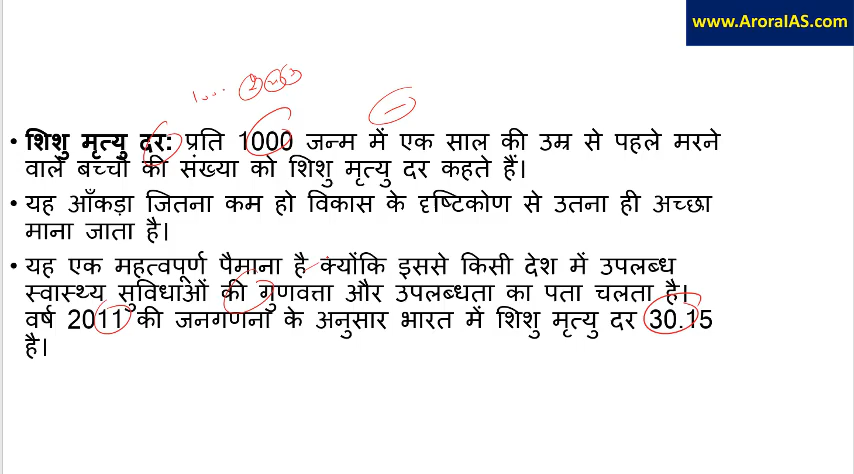 www.AroraIAS.com
1000
• शिशु मृत्यु दर: प्रति 1000 जन्म में एक साल की उम्र से पहले मरने
वाले बच्चों की संख्या को शिशु मृत्यु दर कहते हैं।
• यह आँकड़ा जितना कम हो विकास के दृष्टिकोण से उतना ही अच्छा
माना जाता है।
• यह एक महत्वपूर्ण पैमाना है क्योंकि इससे किसी देश में उपलब्ध
स्वास्थ्य सुविधाओं की गुणवत्ता और उपलब्धता का पता चलता है।
वर्ष 2011 की जनगणना के अनुसार भारत में शिशु मृत्यु दर 30.15
है।